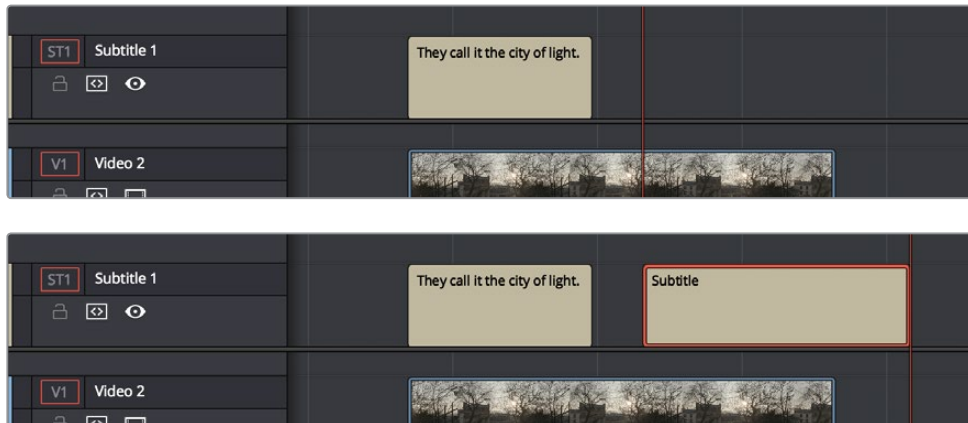 ST1 Subtitle 1 They call it the city of light.
V1 Video 2
ST1 Subtitle 1 They call it the city of light. Subtitle
V1 Video 2